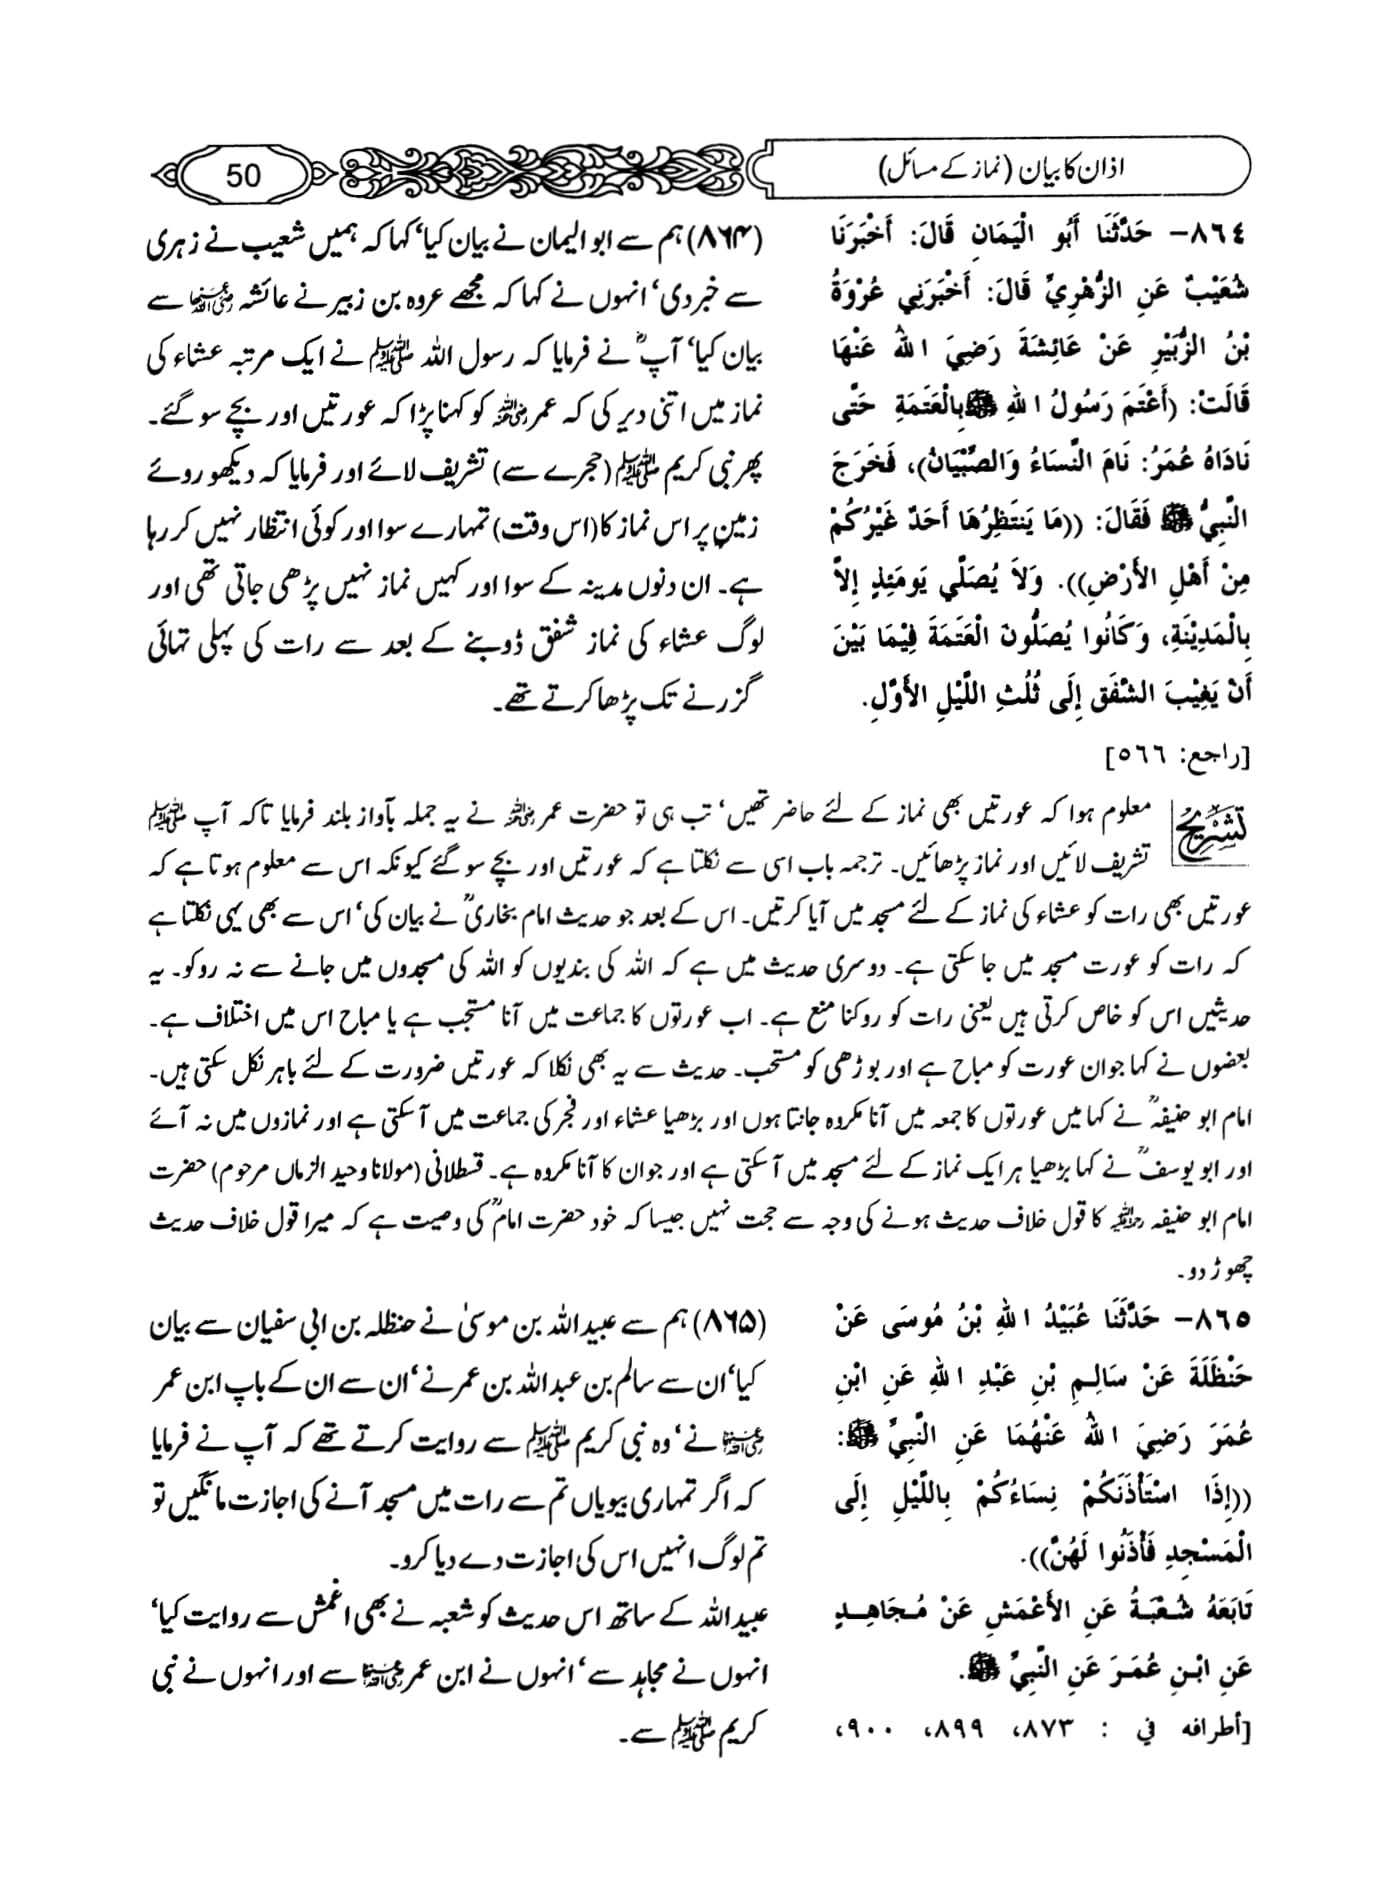 اذان کا بیان (نماز کے مسائل)
50
٨٦٤– حَدَّثَنَا أَبُو الْيَمَانِ قَالَ: أَخْبَرَنَا
شُعَيْبٌ عَنِ الزُّهْرِيِّ قَالَ: أَخْبَرَنِي عُرْوَةُ
بْنُ الزُّبَيْرِ عَنْ عَائِشَةَ رَضِيَ اللهُ عَنْهَا
قَالَتْ: (أَعْتَمَ رَسُولُ اللهِ ﷺ بِالْعَتَمَةِ حَتَّى
نَادَاهُ عُمَرُ: نَامَ النِّسَاءُ وَالصِّبْيَانُ)، فَخَرَجَ
النَّبِيُّ ﷺ فَقَالَ: ((مَا يَنتَظِرُهَا أَحَدٌ غَيْرُكُمْ
مِنْ أَهْلِ الأَرْضِ)). وَلاَ يُصَلَّي يَومَئِذٍ إِلاَّ
بِالْمَدِيْنَةِ، وَكَانُوا يُصَلُّونَ الْعَتَمَةَ فِيْمَا بَيْنَ
أَنْ يَغِيْبَ الشَّفَقِ إِلَى ثُلُثِ اللَّيْلِ الأَوَّلِ.
[راجع: ٥٦٦]
(۸۶۴) ہم سے ابوالیمان نے بیان کیا‘ کہا کہ ہمیں شعیب نے زہری
سے خبر دی‘ انہوں نے کہا کہ مجھے عروہ بن زبیر نے عائشہ رضی اللہ عنہا سے
بیان کیا‘ آپؓ نے فرمایا کہ رسول اللہ ﷺ نے ایک مرتبہ عشاء کی
نماز میں اتنی دیر کی کہ عمر رضی اللہ عنہ کو کہنا پڑا کہ عورتیں اور بچے سو گئے۔
پھر نبی کریم ﷺ (حجرے سے) تشریف لائے اور فرمایا کہ دیکھو روئے
زمین پر اس نماز کا (اس وقت) تمہارے سوا اور کوئی انتظار نہیں کر رہا
ہے۔ ان دنوں مدینہ کے سوا اور کہیں نماز نہیں پڑھی جاتی تھی اور
لوگ عشاء کی نماز شفق ڈوبنے کے بعد سے رات کی پہلی تہائی
گزرنے تک پڑھا کرتے تھے۔
تشریح
معلوم ہوا کہ عورتیں بھی نماز کے لئے حاضر تھیں‘ تب ہی تو حضرت عمر رضی اللہ عنہ نے یہ جملہ بآواز بلند فرمایا تاکہ آپ ﷺ
تشریف لائیں اور نماز پڑھائیں۔ ترجمہ باب اسی سے نکلتا ہے کہ عورتیں اور بچے سو گئے کیونکہ اس سے معلوم ہوتا ہے کہ
عورتیں بھی رات کو عشاء کی نماز کے لئے مسجد میں آیا کرتیں۔ اس کے بعد جو حدیث امام بخاریؒ نے بیان کی‘ اس سے بھی یہی نکلتا ہے
کہ رات کو عورت مسجد میں جا سکتی ہے۔ دوسری حدیث میں ہے کہ اللہ کی بندیوں کو اللہ کی مسجدوں میں جانے سے نہ روکو۔ یہ
حدیثیں اس کو خاص کرتی ہیں یعنی رات کو روکنا منع ہے۔ اب عورتوں کا جماعت میں آنا مستحب ہے یا مباح اس میں اختلاف ہے۔
بعضوں نے کہا جوان عورت کو مباح ہے اور بوڑھی کو مستحب۔ حدیث سے یہ بھی نکلا کہ عورتیں ضرورت کے لئے باہر نکل سکتی ہیں۔
امام ابو حنیفہؒ نے کہا میں عورتوں کا جمعہ میں آنا مکروہ جانتا ہوں اور بڑھیا عشاء اور فجر کی جماعت میں آ سکتی ہے اور نمازوں میں نہ آئے
اور ابو یوسفؒ نے کہا بڑھیا ہر ایک نماز کے لئے مسجد میں آ سکتی ہے اور جوان کا آنا مکروہ ہے۔ قسطلانی (مولانا وحید الزماں مرحوم) حضرت
امام ابو حنیفہ رحمۃ اللہ علیہ کا قول خلاف حدیث ہونے کی وجہ سے حجت نہیں جیسا کہ خود حضرت امامؒ کی وصیت ہے کہ میرا قول خلاف حدیث
چھوڑ دو۔
٨٦٥– حَدَّثَنَا عُبَيْدُ اللهِ بْنُ مُوسَى عَنْ
حَنْظَلَةَ عَنْ سَالِمِ بْنِ عَبْدِ اللهِ عَنِ ابْنِ
عُمَرَ رَضِيَ اللهُ عَنْهُمَا عَنِ النَّبِيِّ ﷺ:
((إِذَا اسْتَأْذَنَكُمْ نِسَاءُكُمْ بِاللَّيْلِ إِلَى
الْمَسْجِدِ فَأْذَنُوا لَهُنَّ)).
تَابَعَهُ شُعْبَةُ عَنِ الأَعْمَشِ عَنْ مُجَاهِدٍ
عَنِ ابْنِ عُمَرَ عَنِ النَّبِيِّ ﷺ.
[أطرافه في : ٨٧٣، ٨٩٩، ٩٠٠،
(۸۶۵) ہم سے عبیداللہ بن موسیٰ نے حنظلہ بن ابی سفیان سے بیان
کیا‘ ان سے سالم بن عبداللہ بن عمر نے‘ ان سے ان کے باپ ابن عمر
رضی اللہ عنہما نے‘ وہ نبی کریم ﷺ سے روایت کرتے تھے کہ آپ نے فرمایا
کہ اگر تمہاری بیویاں تم سے رات میں مسجد آنے کی اجازت مانگیں تو
تم لوگ انہیں اس کی اجازت دے دیا کرو۔
عبیداللہ کے ساتھ اس حدیث کو شعبہ نے بھی اعمش سے روایت کیا‘
انہوں نے مجاہد سے‘ انہوں نے ابن عمر رضی اللہ عنہما سے اور انہوں نے نبی
کریم ﷺ سے۔